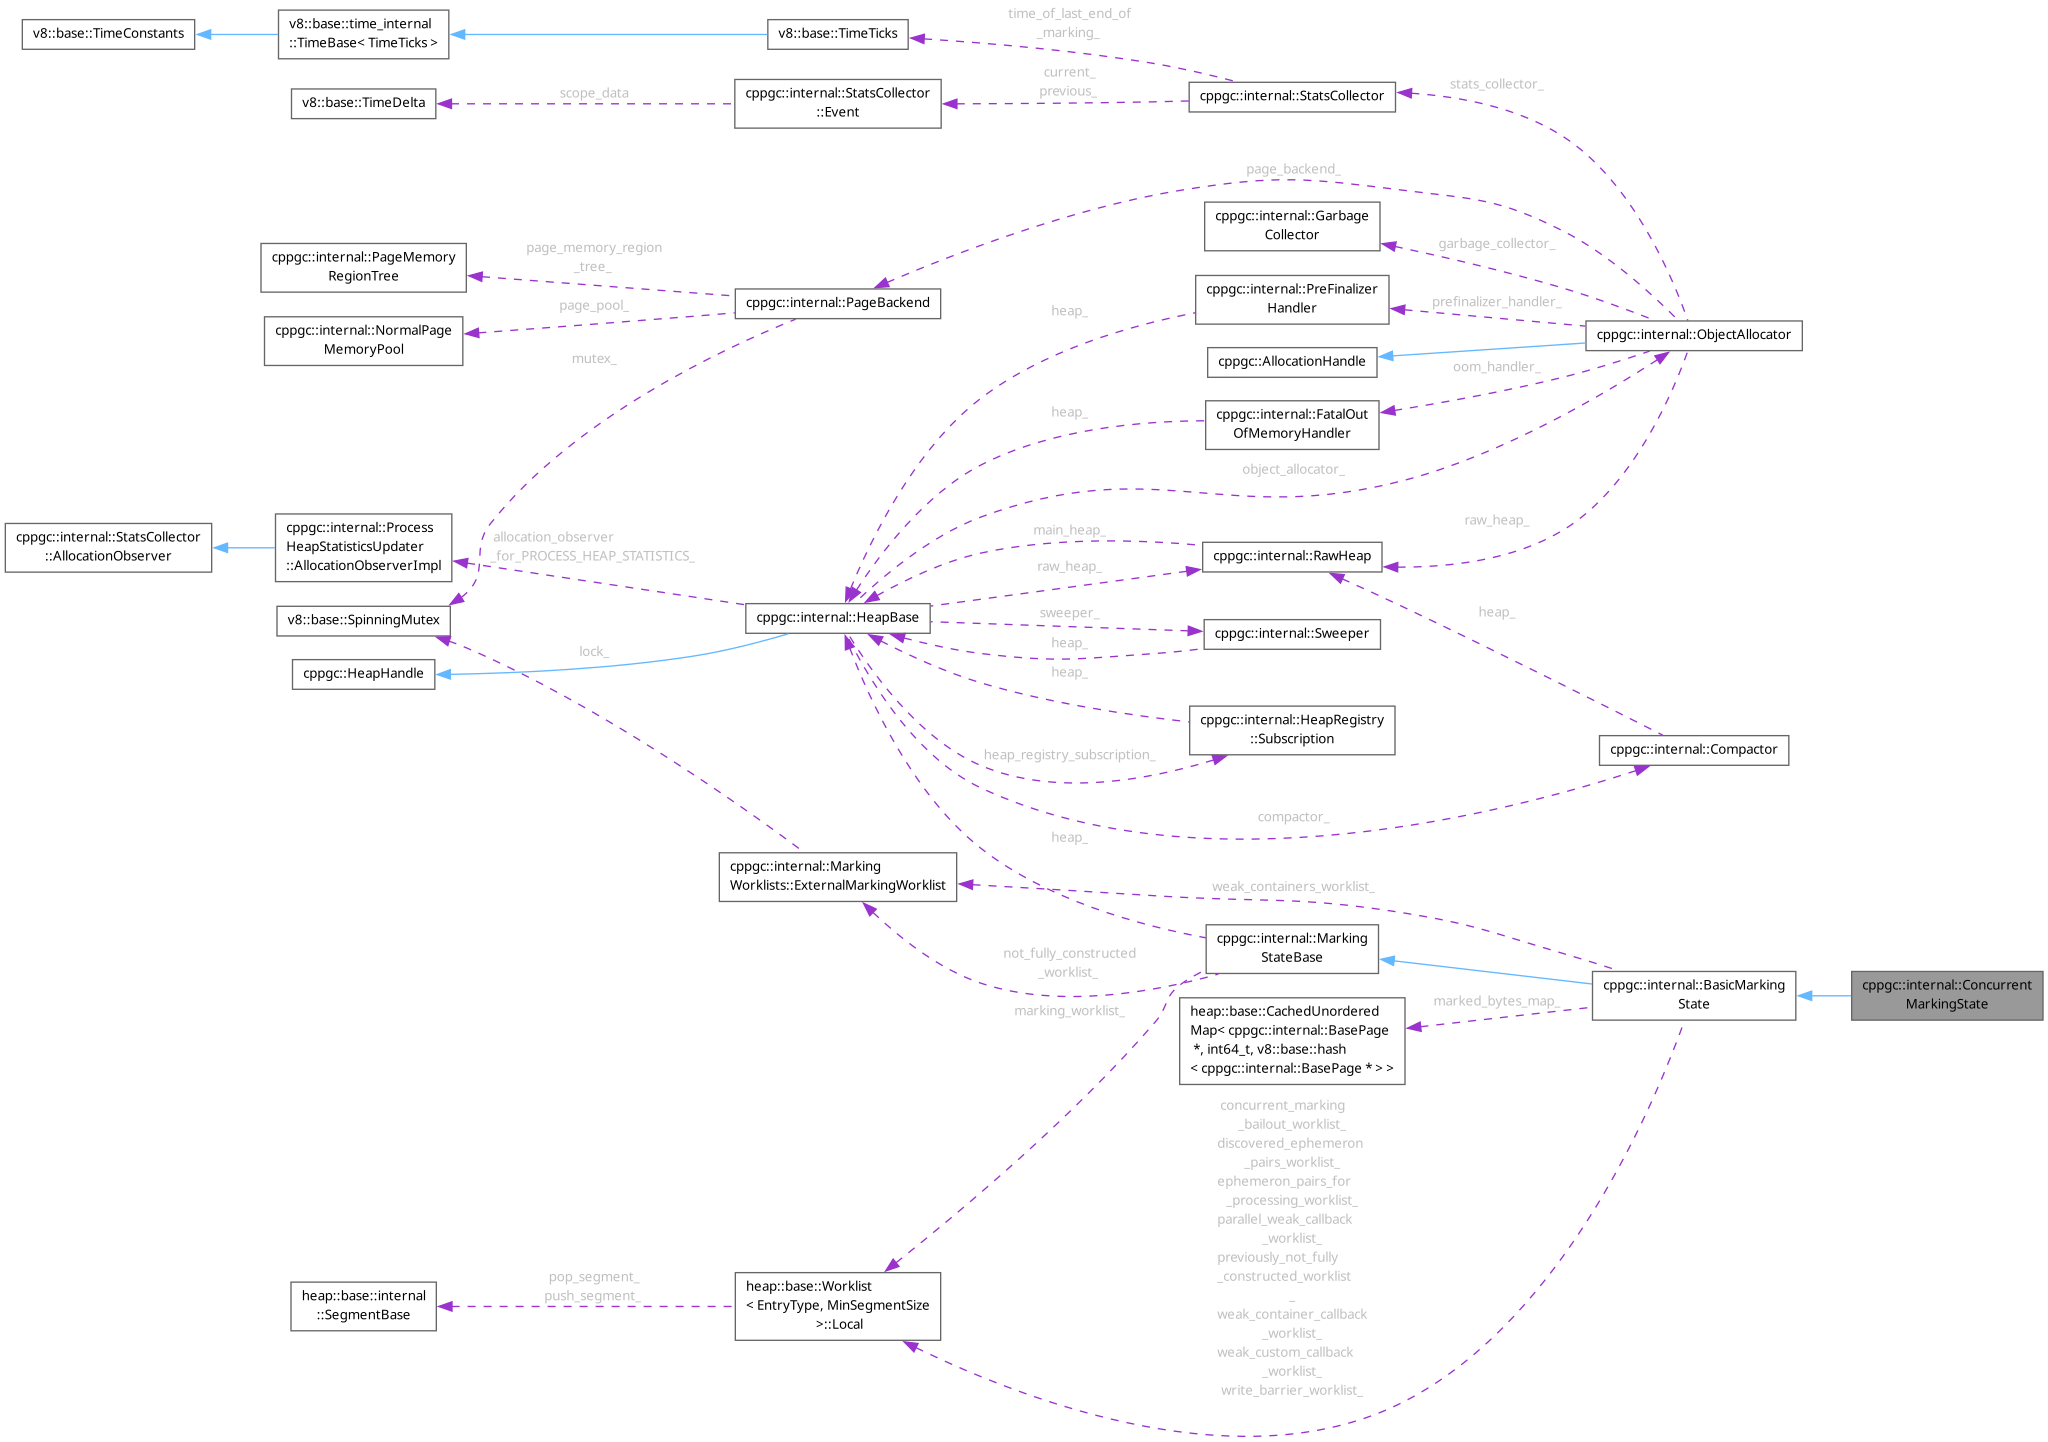 v8::base::TimeConstants
v8::base::time_internal
::TimeBase< TimeTicks >
v8::base::TimeTicks
time_of_last_end_of
_marking_
v8::base::TimeDelta
scope_data
cppgc::internal::StatsCollector
::Event
current_
previous_
cppgc::internal::StatsCollector
stats_collector_
page_backend_
cppgc::internal::Garbage
Collector
garbage_collector_
cppgc::internal::PageMemory
RegionTree
page_memory_region
_tree_
cppgc::internal::PageBackend
cppgc::internal::NormalPage
MemoryPool
page_pool_
mutex_
heap_
cppgc::internal::PreFinalizer
Handler
prefinalizer_handler_
cppgc::internal::ObjectAllocator
cppgc::AllocationHandle
oom_handler_
heap_
cppgc::internal::FatalOut
OfMemoryHandler
object_allocator_
raw_heap_
cppgc::internal::StatsCollector
::AllocationObserver
cppgc::internal::Process
HeapStatisticsUpdater
::AllocationObserverImpl
allocation_observer
_for_PROCESS_HEAP_STATISTICS_
main_heap_
raw_heap_
cppgc::internal::RawHeap
v8::base::SpinningMutex
cppgc::internal::HeapBase
sweeper_
heap_
cppgc::internal::Sweeper
heap_
cppgc::HeapHandle
lock_
heap_
cppgc::internal::HeapRegistry
::Subscription
heap_registry_subscription_
cppgc::internal::Compactor
compactor_
heap_
cppgc::internal::Marking
Worklists::ExternalMarkingWorklist
weak_containers_worklist_
not_fully_constructed
_worklist_
marking_worklist_
cppgc::internal::Marking
StateBase
cppgc::internal::BasicMarking
State
cppgc::internal::Concurrent
MarkingState
marked_bytes_map_
heap::base::CachedUnordered
Map< cppgc::internal::BasePage
*, int64_t, v8::base::hash
< cppgc::internal::BasePage * > >
concurrent_marking
_bailout_worklist_
discovered_ephemeron
_pairs_worklist_
ephemeron_pairs_for
_processing_worklist_
parallel_weak_callback
_worklist_
previously_not_fully
_constructed_worklist
_
weak_container_callback
_worklist_
weak_custom_callback
_worklist_
write_barrier_worklist_
heap::base::internal
::SegmentBase
pop_segment_
push_segment_
heap::base::Worklist
< EntryType, MinSegmentSize
>::Local